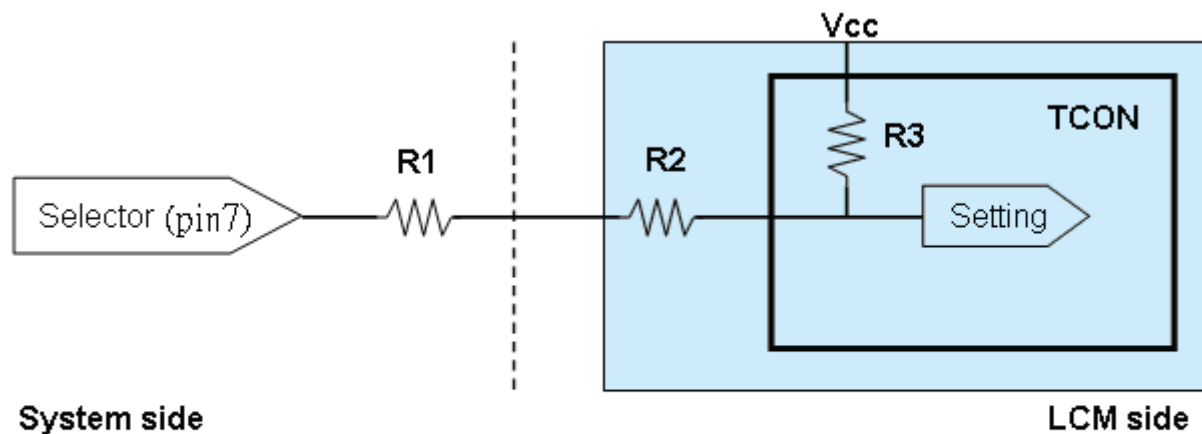 Vcc
TCON
R3
R1
R2
Selector (pin7)
Setting
System side
LCM side